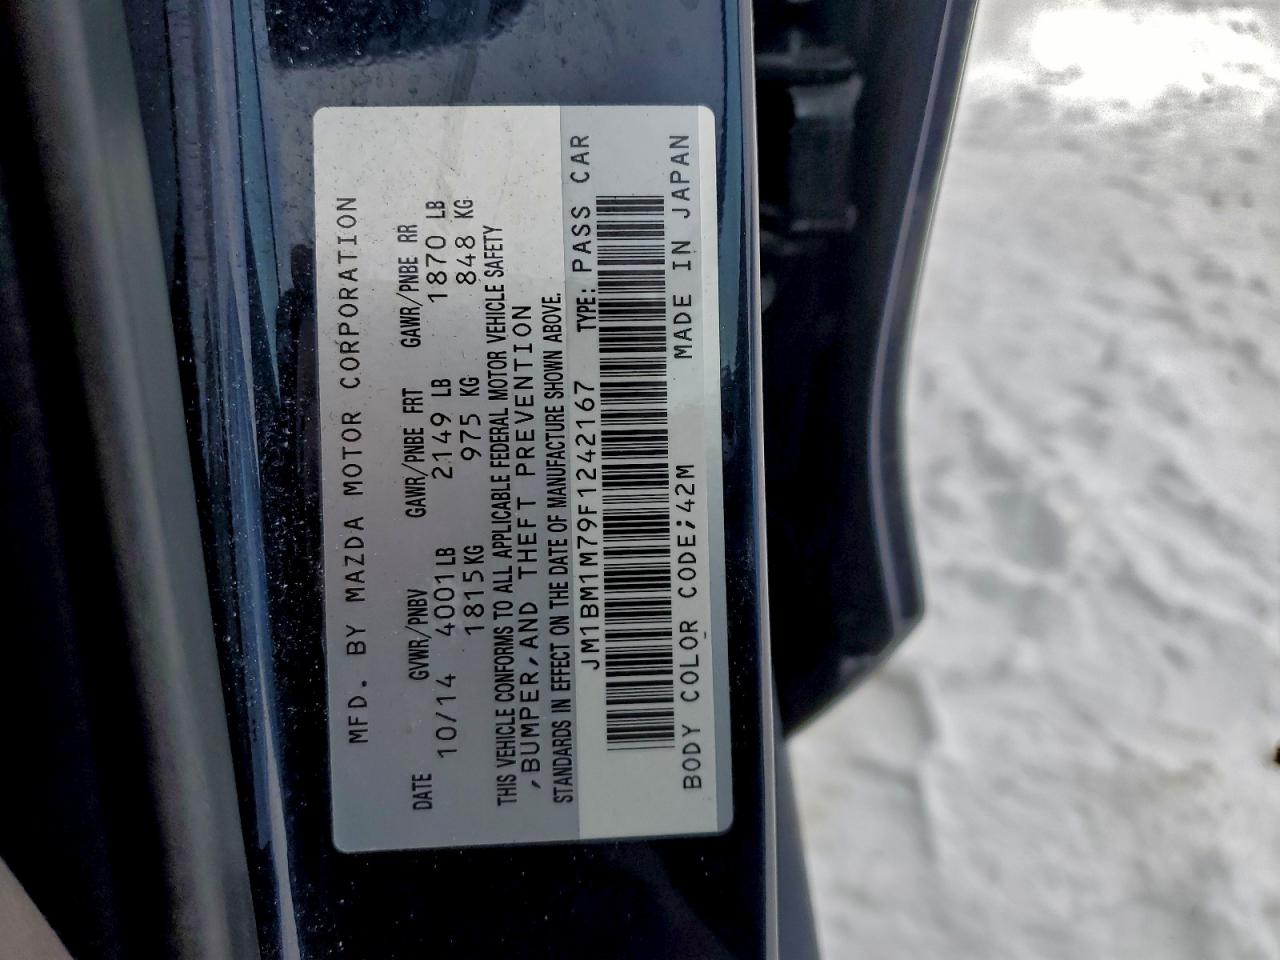 MFD. BY MAZDA MOTOR CORPORATION
DATE GVWR/PNBV GAWR/PNBE FRT GAWR/PNBE RR
10/14 4001LB 2149 LB 1870 LB
1815KG 975 KG 848 KG
THIS VEHICLE CONFORMS TO ALL APPLICABLE FEDERAL MOTOR VEHICLE SAFETY
,BUMPER,AND THEFT PREVENTION
STANDARDS IN EFFECT ON THE DATE OF MANUFACTURE SHOWN ABOVE.
JM1BM1M79F1242167 TYPE: PASS CAR
BODY COLOR CODE;42M MADE IN JAPAN